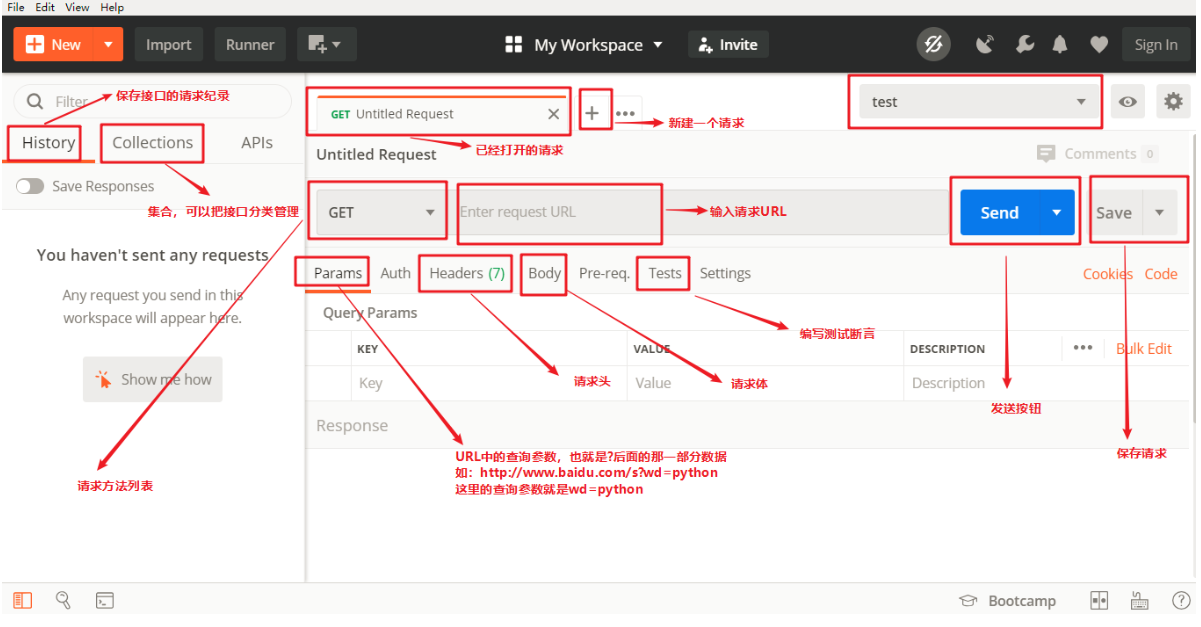 File Edit View Help
New Import Runner My Workspace Invite Sign In
Filter
保存接口的请求纪录
GET Untitled Request
新建一个请求
test
History Collections APIs
已经打开的请求
Untitled Request
Comments 0
Save Responses
集合，可以把接口分类管理
GET
Enter request URL
输入请求URL
Send
Save
You haven't sent any requests
Any request you send in this
workspace will appear here.
Show me how
请求方法列表
Params Auth Headers (7) Body Pre-req. Tests Settings
Cookies Code
Query Params
编写测试断言
KEY VALUE DESCRIPTION
Bulk Edit
Key Value Description
请求头
请求体
发送按钮
Response
URL中的查询参数，也就是?后面的那一部分数据
如：http://www.baidu.com/s?wd=python
这里的查询参数就是wd=python
保存请求
Bootcamp